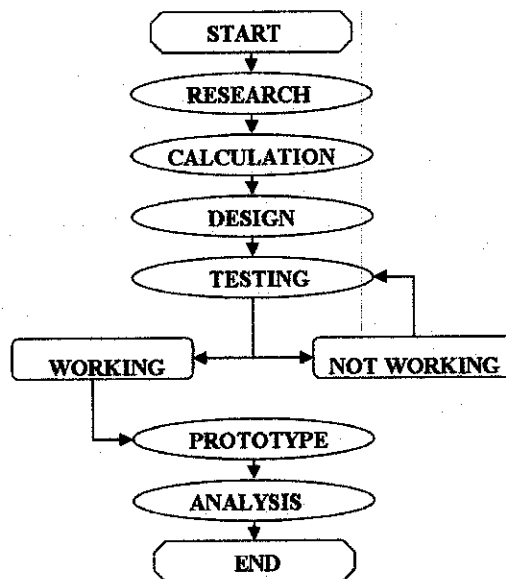 START
RESEARCH
CALCULATION
DESIGN
TESTING
WORKING
NOT WORKING
PROTOTYPE
ANALYSIS
END